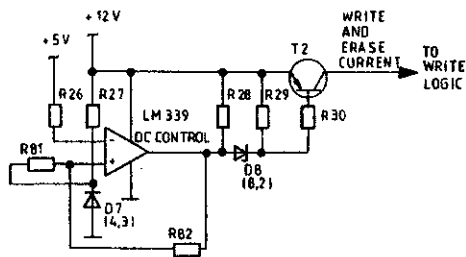 WRITE
AND
ERASE
CURRENT
TO
WRITE
LOGIC
+12V
+5V
T2
R26
R27
LM 339
DC CONTROL
R28
R29
R30
R81
D7
(4,3)
D8
(8,2)
R82